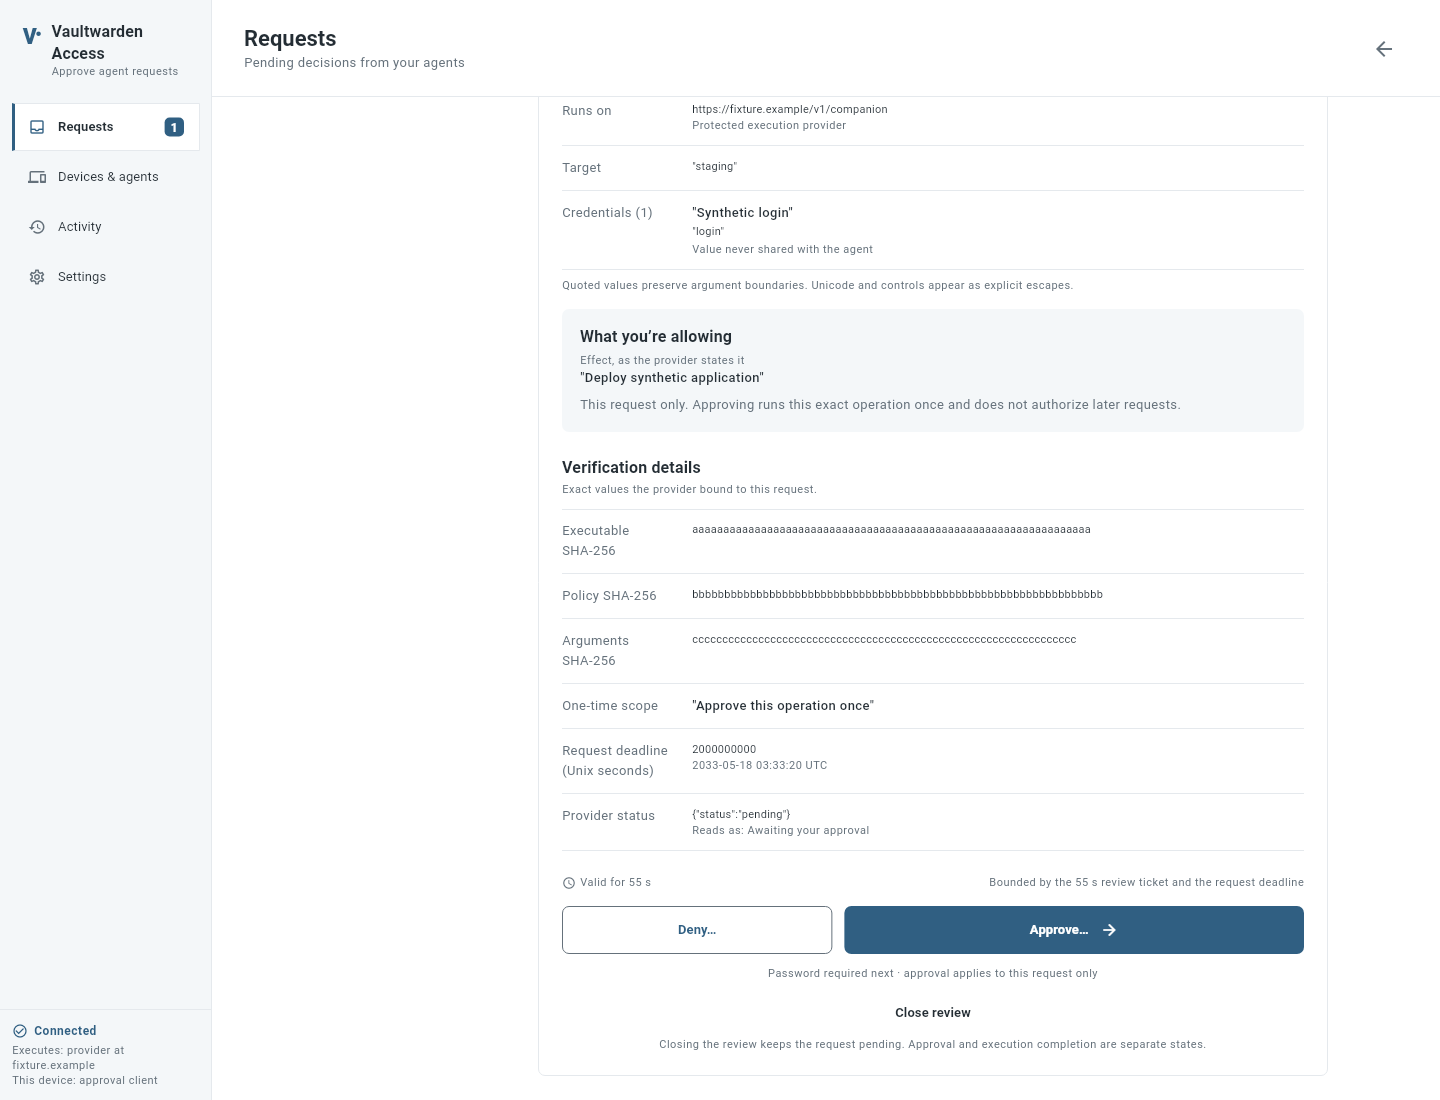 Vaultwarden
Access
Approve agent requests
Requests
1
Devices & agents
Activity
Settings
Connected
Executes: provider at
fixture.example
This device: approval client
Requests
Pending decisions from your agents
Runs on
https://fixture.example/v1/companion
Protected execution provider
Target
"staging"
Credentials (1)
"Synthetic login"
"login"
Value never shared with the agent
Quoted values preserve argument boundaries. Unicode and controls appear as explicit escapes.
What you’re allowing
Effect, as the provider states it
"Deploy synthetic application"
This request only. Approving runs this exact operation once and does not authorize later requests.
Verification details
Exact values the provider bound to this request.
Executable
SHA-256
aaaaaaaaaaaaaaaaaaaaaaaaaaaaaaaaaaaaaaaaaaaaaaaaaaaaaaaaaaaaaaaa
Policy SHA-256
bbbbbbbbbbbbbbbbbbbbbbbbbbbbbbbbbbbbbbbbbbbbbbbbbbbbbbbbbbbbbbbb
Arguments
SHA-256
cccccccccccccccccccccccccccccccccccccccccccccccccccccccccccccccc
One-time scope
"Approve this operation once"
Request deadline
(Unix seconds)
2000000000
2033-05-18 03:33:20 UTC
Provider status
{"status":"pending"}
Reads as: Awaiting your approval
Valid for 55 s
Bounded by the 55 s review ticket and the request deadline
Deny…
Approve…
Password required next · approval applies to this request only
Close review
Closing the review keeps the request pending. Approval and execution completion are separate states.